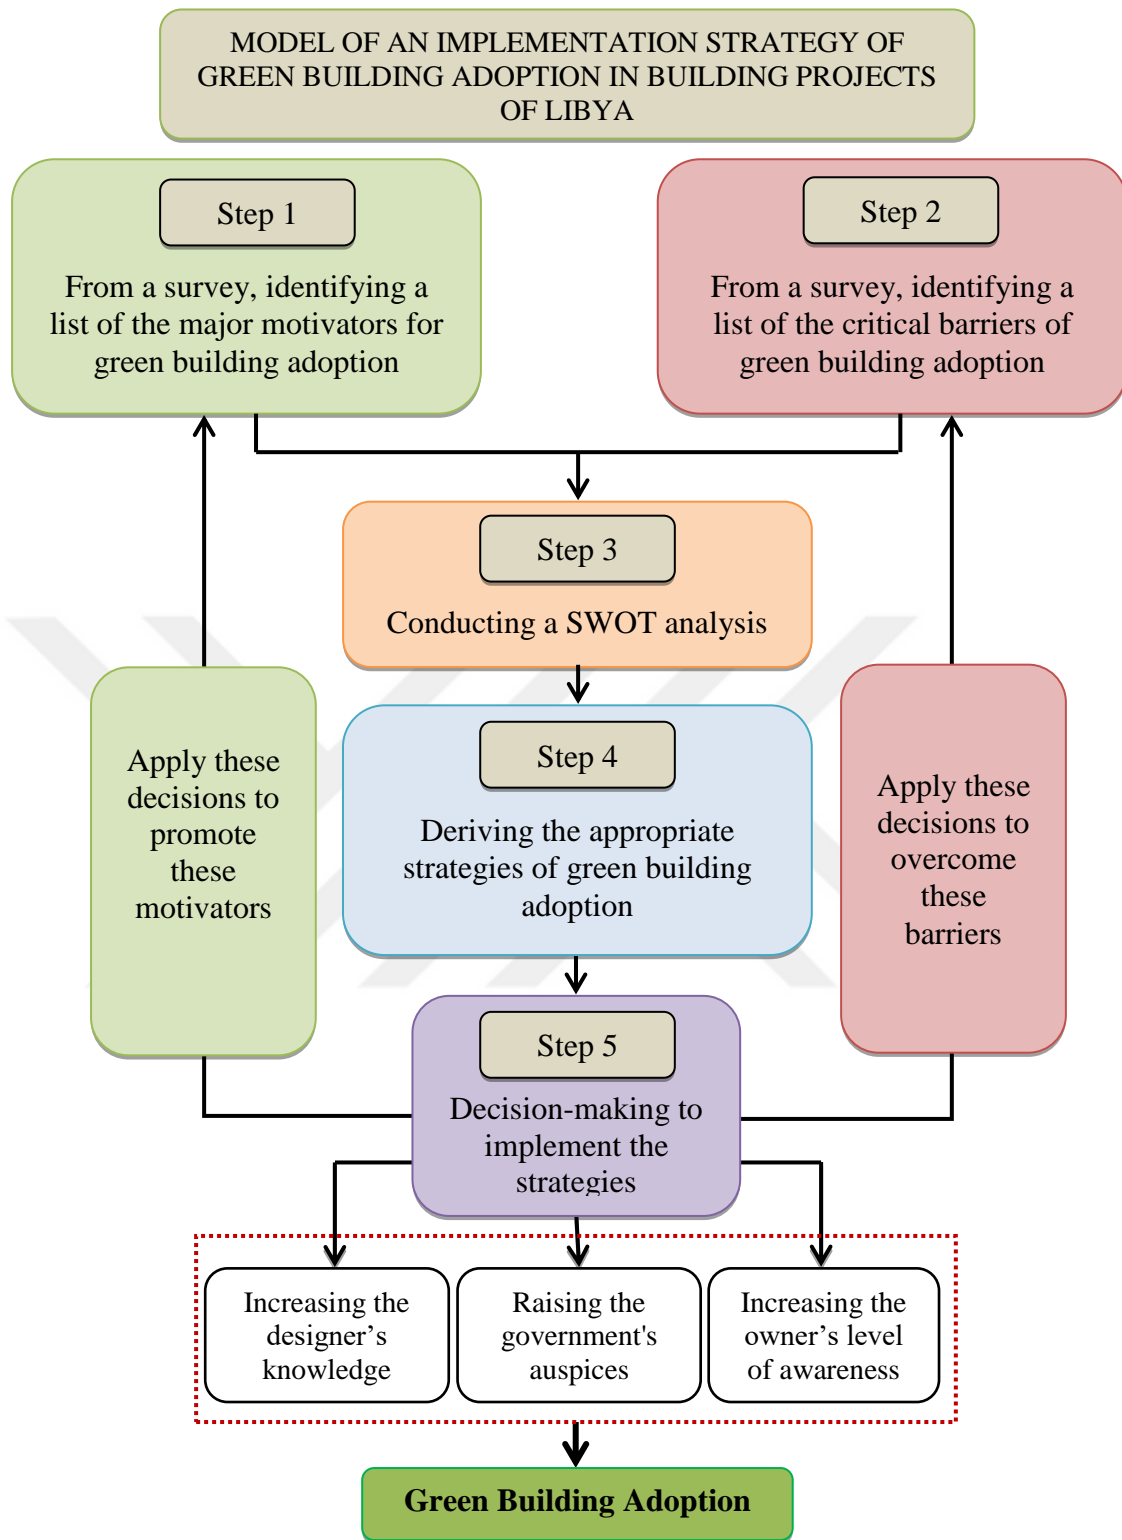 MODEL OF AN IMPLEMENTATION STRATEGY OF
GREEN BUILDING ADOPTION IN BUILDING PROJECTS
OF LIBYA
Step 1
From a survey, identifying a
list of the major motivators for
green building adoption
Step 2
From a survey, identifying a
list of the critical barriers of
green building adoption
Step 3
Conducting a SWOT analysis
Apply these
decisions to
promote
these
motivators
Step 4
Deriving the appropriate
strategies of green building
adoption
Apply these
decisions to
overcome
these
barriers
Step 5
Decision-making to
implement the
strategies
Increasing the
designer’s
knowledge
Raising the
government's
auspices
Increasing the
owner’s level
of awareness
Green Building Adoption